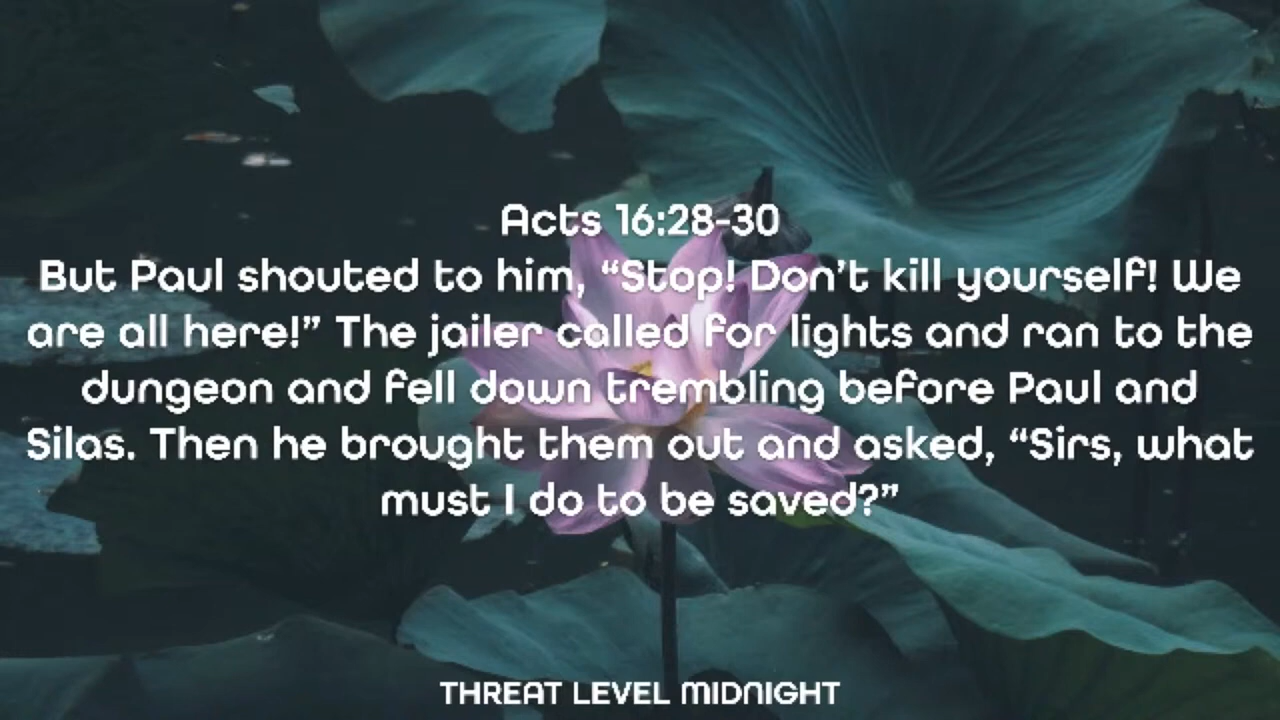 Acts 16:28-30
But Paul shouted to him, “Stop! Don’t kill yourself! We
are all here!” The jailer called for lights and ran to the
dungeon and fell down trembling before Paul and
Silas. Then he brought them out and asked, “Sirs, what
must I do to be saved?”
THREAT LEVEL MIDNIGHT